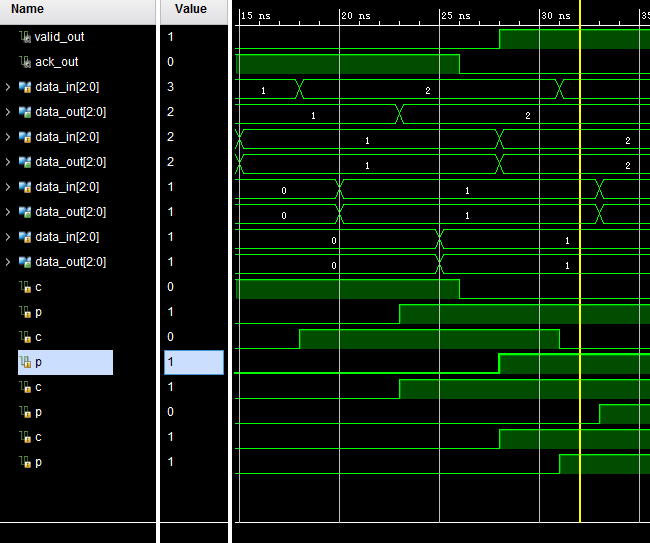 Name Value 15 ns 20 ns 25 ns 30 ns 35
valid_out 1
ack_out 0
data_in[2:0] 3 1 2
data_out[2:0] 2 1 2
data_in[2:0] 2 1 2
data_out[2:0] 2 1 2
data_in[2:0] 1 0 1
data_out[2:0] 1 0 1
data_in[2:0] 1 0 1
data_out[2:0] 1 0 1
c 0
p 1
c 0
p 1
c 1
p 0
c 1
p 1